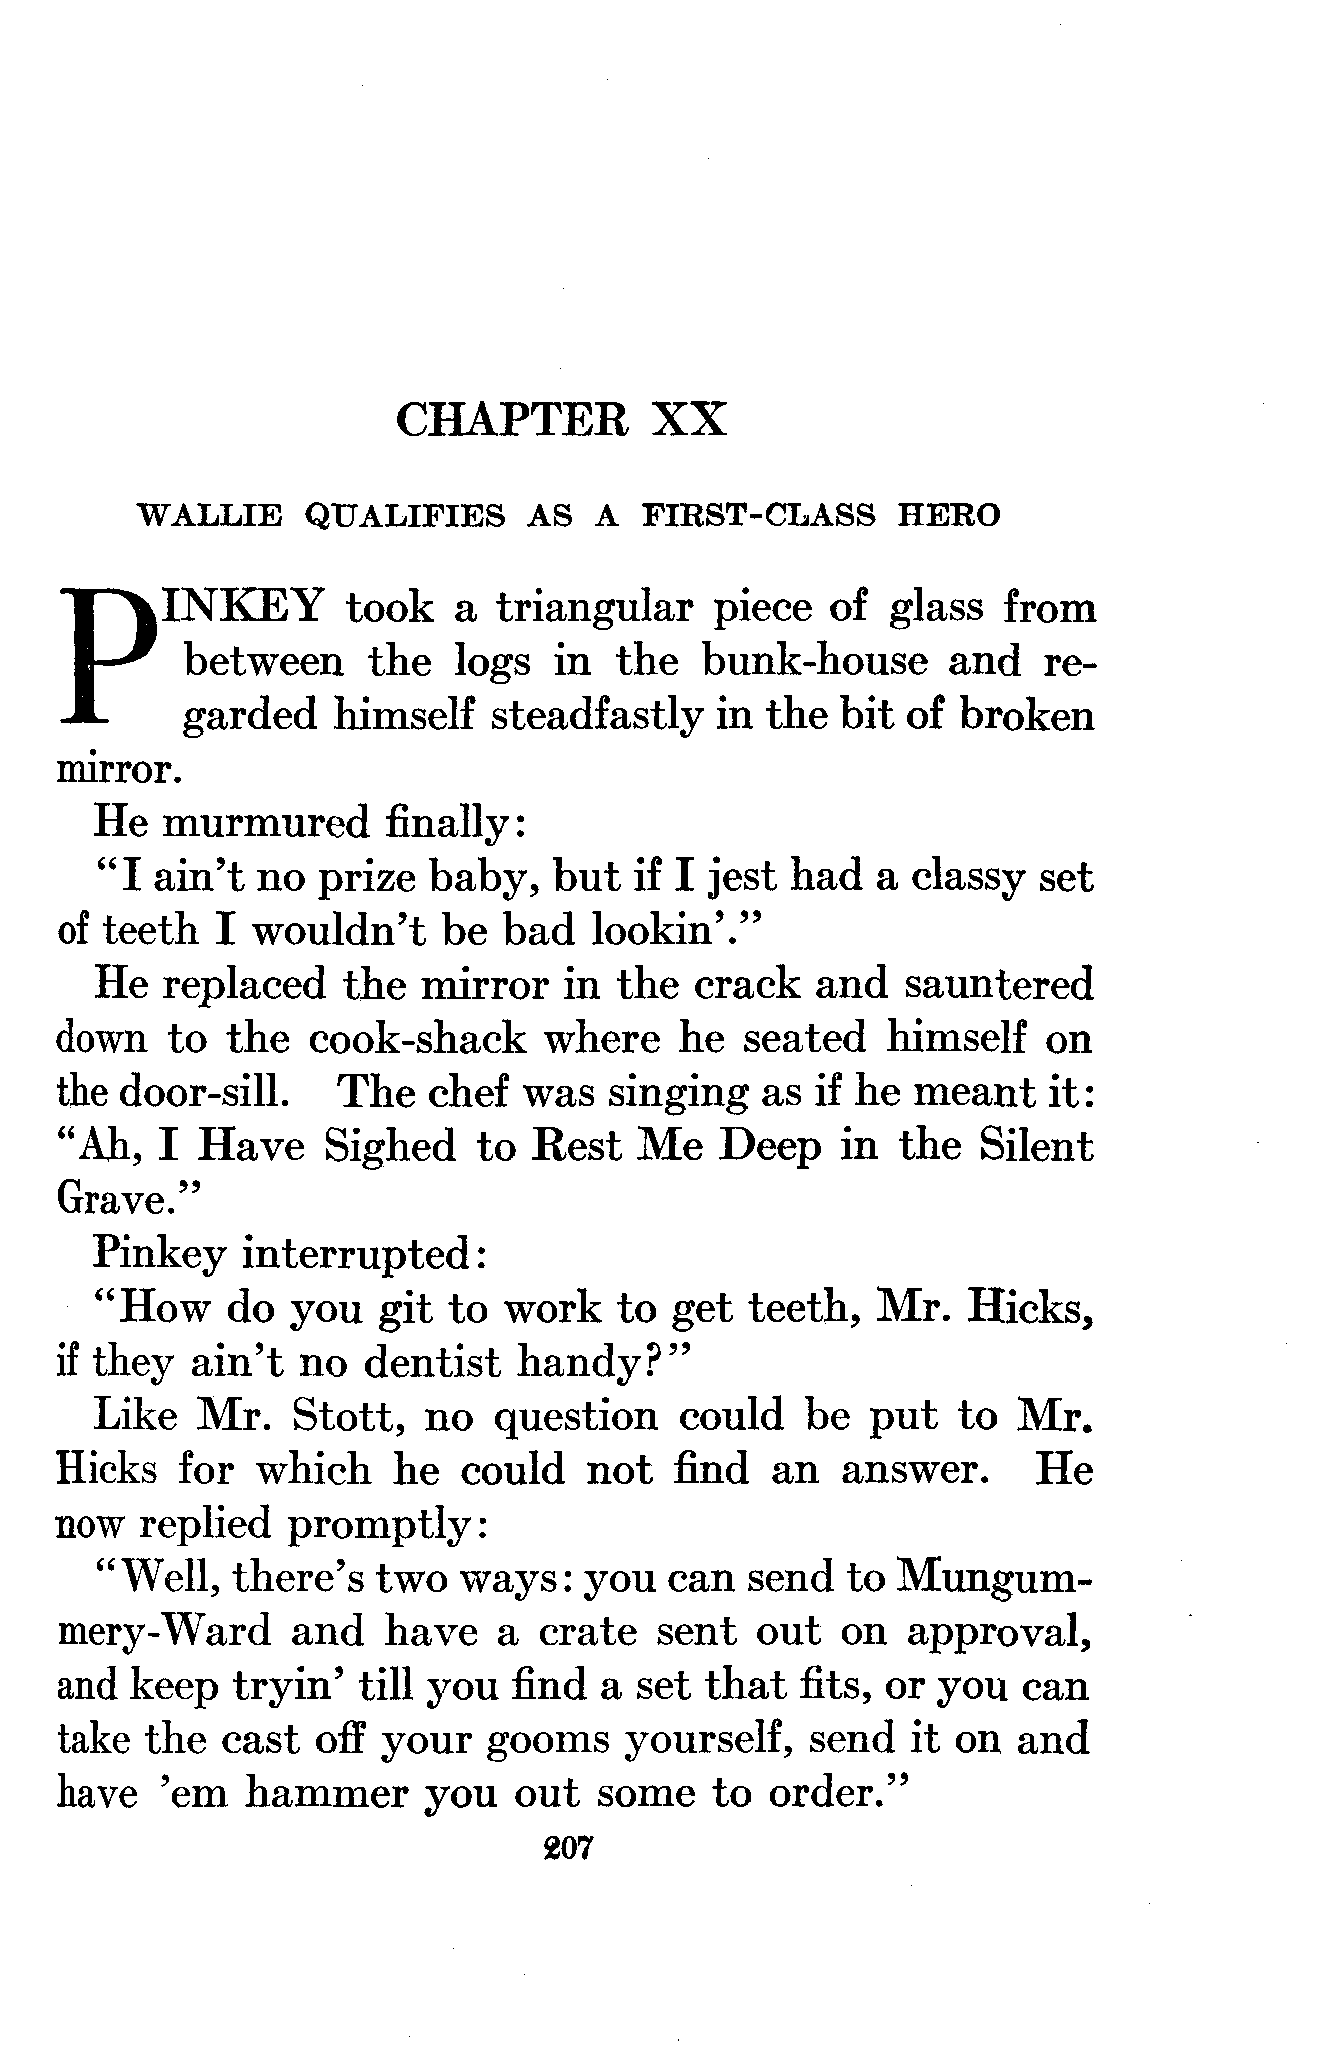 CHAPTER XX
WALLIE QUALIFIES AS A FIRST-CLASS HERO
PINKEY took a triangular piece of glass from
between the logs in the bunk-house and re-
garded himself steadfastly in the bit of broken
mirror.
He murmured finally:
“I ain’t no prize baby, but if I jest had a classy set
of teeth I wouldn’t be bad lookin’.”
He replaced the mirror in the crack and sauntered
down to the cook-shack where he seated himself on
the door-sill. The chef was singing as if he meant it:
“Ah, I Have Sighed to Rest Me Deep in the Silent
Grave.”
Pinkey interrupted:
“How do you git to work to get teeth, Mr. Hicks,
if they ain’t no dentist handy?”
Like Mr. Stott, no question could be put to Mr.
Hicks for which he could not find an answer. He
now replied promptly:
“Well, there’s two ways: you can send to Mungum-
mery-Ward and have a crate sent out on approval,
and keep tryin’ till you find a set that fits, or you can
take the cast off your gooms yourself, send it on and
have ’em hammer you out some to order.”
207